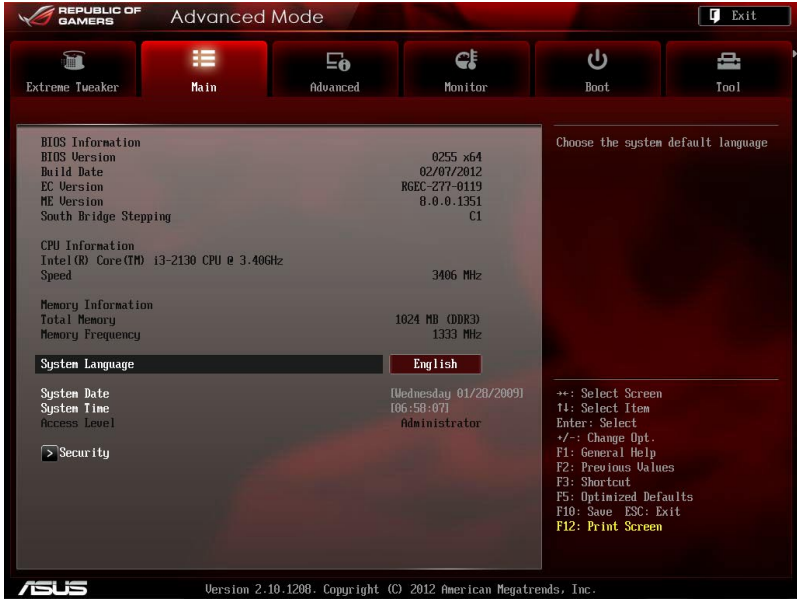 REPUBLIC OF
GAMERS
Advanced Mode
Exit
Extreme Tweaker
Main
Advanced
Monitor
Boot
Tool
BIOS Information
BIOS Version 0255 x64
Build Date 02/07/2012
EC Version RGEC-Z77-0119
ME Version 8.0.0.1351
South Bridge Stepping C1
CPU Information
Intel(R) Core(TM) i3-2130 CPU @ 3.40GHz
Speed 3406 MHz
Memory Information
Total Memory 1024 MB (DDR3)
Memory Frequency 1333 MHz
System Language English
System Date [Wednesday 01/28/2009]
System Time [06:58:07]
Access Level Administrator
> Security
Choose the system default language
→←: Select Screen
↑↓: Select Item
Enter: Select
+/-: Change Opt.
F1: General Help
F2: Previous Values
F3: Shortcut
F5: Optimized Defaults
F10: Save ESC: Exit
F12: Print Screen
ASUS
Version 2.10.1208. Copyright (C) 2012 American Megatrends, Inc.